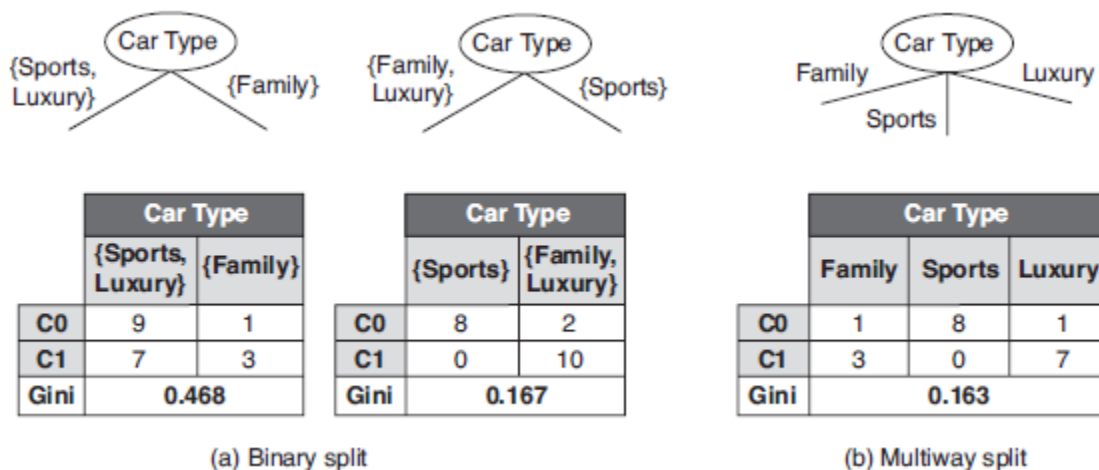 Car Type
{Sports,
Luxury}
{Family}
Car Type
{Family,
Luxury}
{Sports}
Car Type
Family
Luxury
Sports
Car Type
{Sports,
Luxury} {Family}
C0 9 1
C1 7 3
Gini 0.468
Car Type
{Sports} {Family,
Luxury}
C0 8 2
C1 0 10
Gini 0.167
(a) Binary split
Car Type
Family Sports Luxury
C0 1 8 1
C1 3 0 7
Gini 0.163
(b) Multiway split